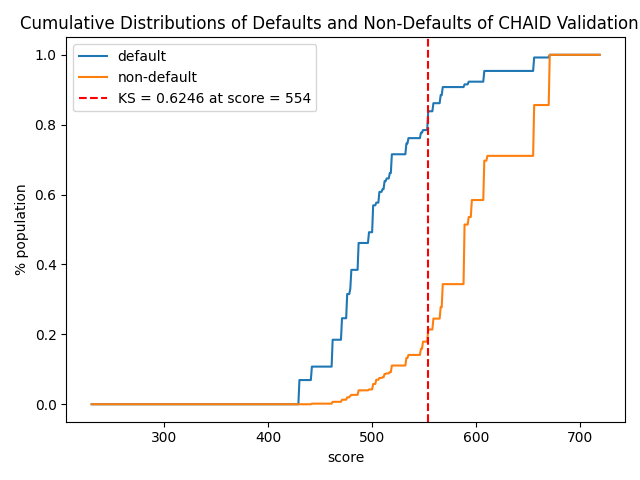 Cumulative Distributions of Defaults and Non-Defaults of CHAID Validation
default
non-default
KS = 0.6246 at score = 554
1.0
0.8
0.6
0.4
0.2
0.0
% population
300
400
500
600
700
score